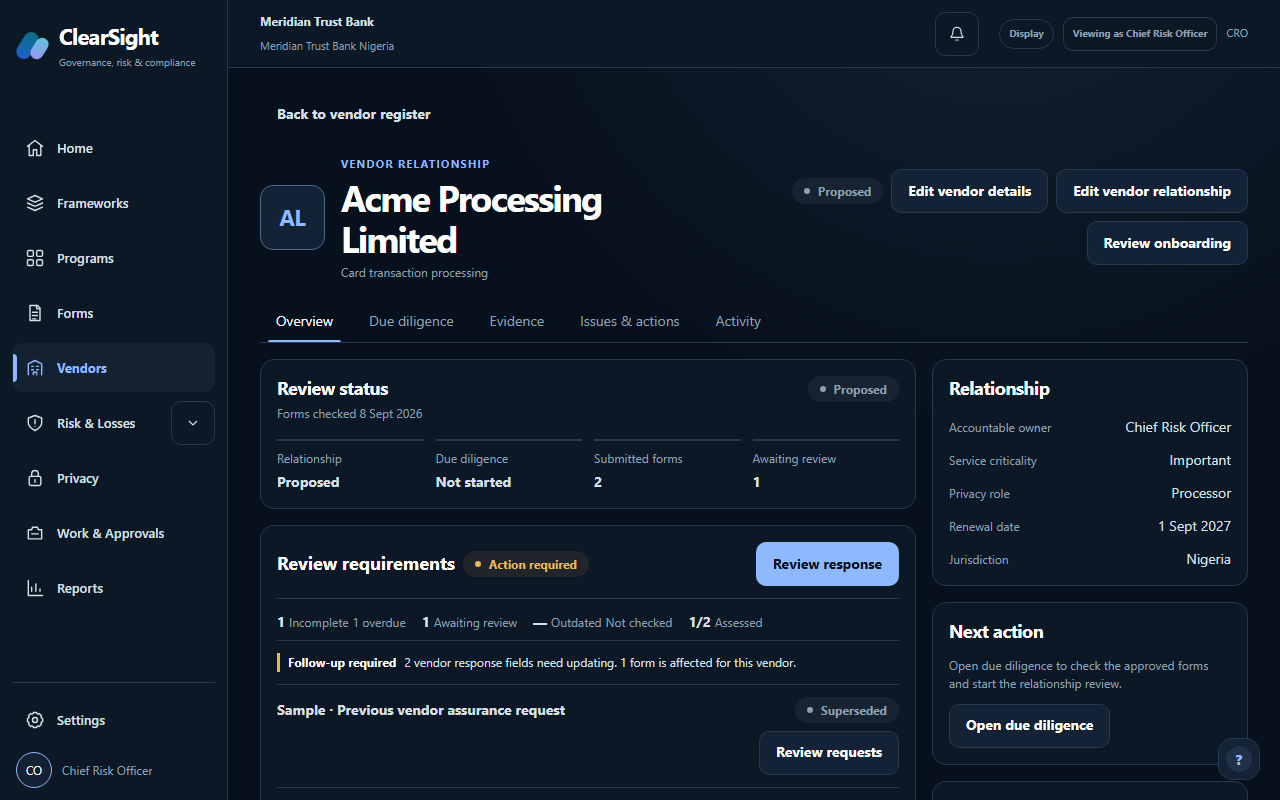 ClearSight
Governance, risk & compliance
Home
Frameworks
Programs
Forms
Vendors
Risk & Losses
Privacy
Work & Approvals
Reports
Settings
CO
Chief Risk Officer
Meridian Trust Bank
Meridian Trust Bank Nigeria
Display
Viewing as Chief Risk Officer
CRO
Back to vendor register
AL
VENDOR RELATIONSHIP
Acme Processing
Limited
Card transaction processing
Proposed
Edit vendor details
Edit vendor relationship
Review onboarding
Overview
Due diligence
Evidence
Issues & actions
Activity
Review status
Proposed
Forms checked 8 Sept 2026
Relationship
Proposed
Due diligence
Not started
Submitted forms
2
Awaiting review
1
Review requirements
Action required
Review response
1 Incomplete 1 overdue
1 Awaiting review
— Outdated Not checked
1/2 Assessed
Follow-up required 2 vendor response fields need updating. 1 form is affected for this vendor.
Sample · Previous vendor assurance request
Superseded
Review requests
Relationship
Accountable owner Chief Risk Officer
Service criticality Important
Privacy role Processor
Renewal date 1 Sept 2027
Jurisdiction Nigeria
Next action
Open due diligence to check the approved forms
and start the relationship review.
Open due diligence
?